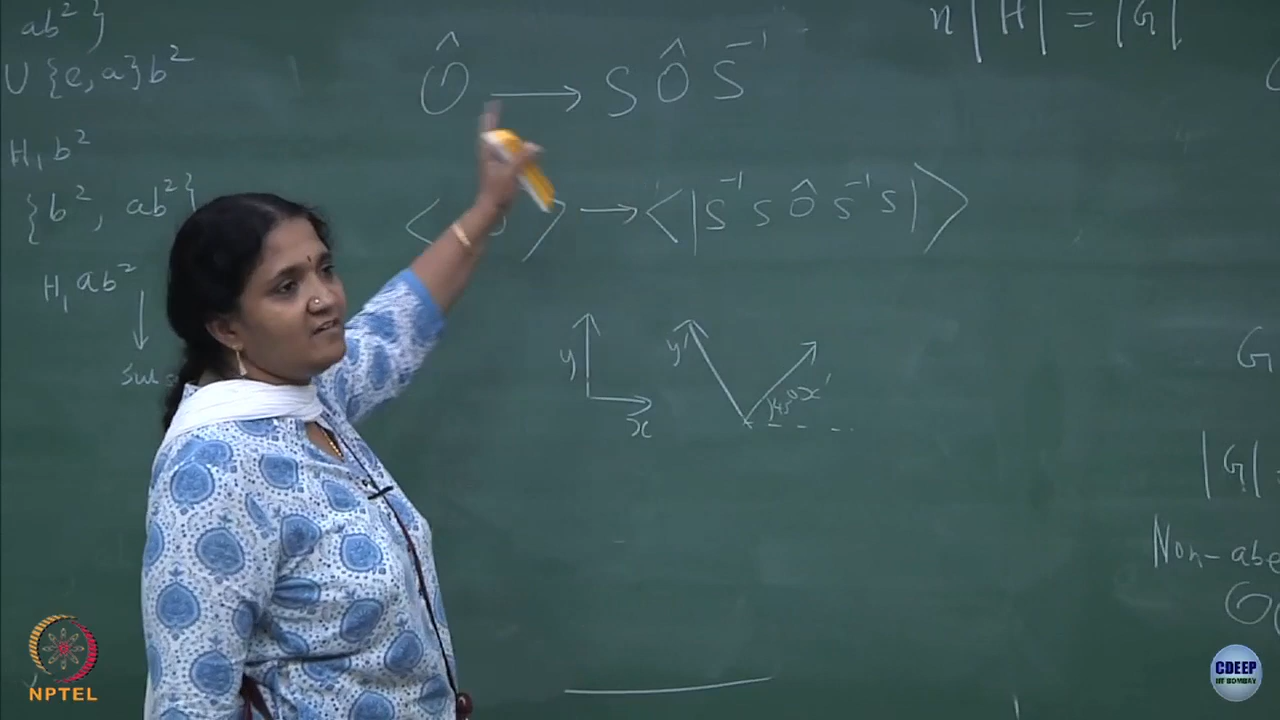 ab²}
∪ {e, a} b²
H₁ b²
{b², ab²}
H₁ ab²
Ô → S Ô S⁻¹
⟨ ⟩ → ⟨| S⁻¹ S Ô S⁻¹ S |⟩
y
x
y'
45° x'
n |H| = |G|
G
|G|
Non-abe
NPTEL
CDEEP
IIT BOMBAY